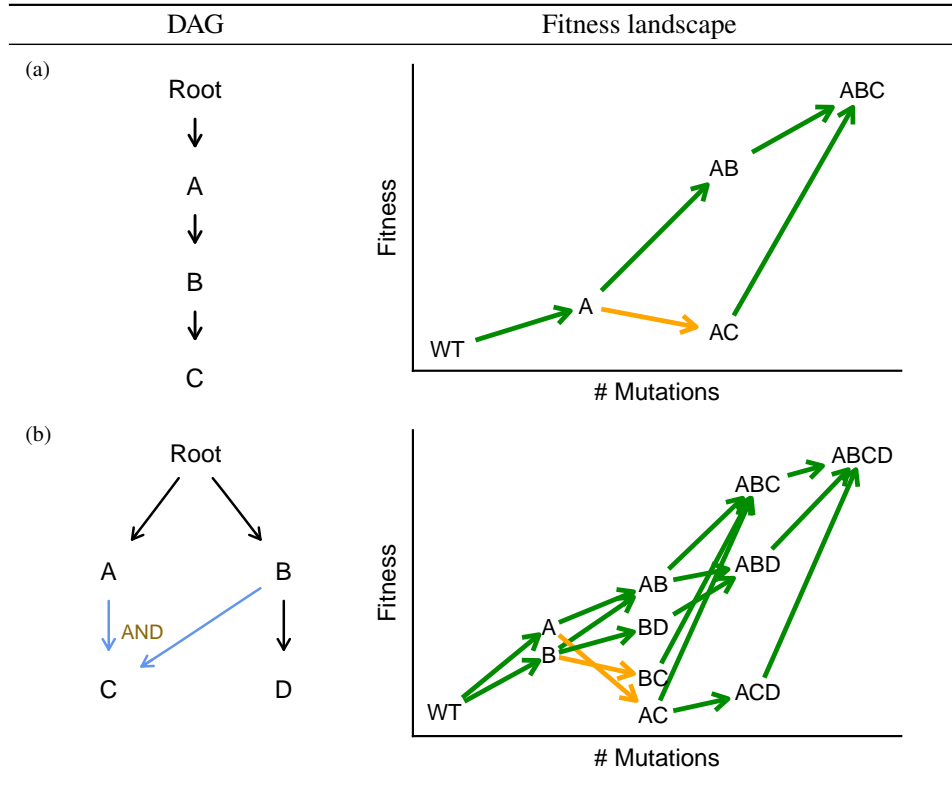 DAG Fitness landscape
(a)
Root
A
B
C
Fitness
WT
A
AB
AC
ABC
# Mutations
(b)
Root
A
B
AND
C
D
Fitness
WT
A
B
AB
BD
BC
AC
ABC
ABD
ACD
ABCD
# Mutations